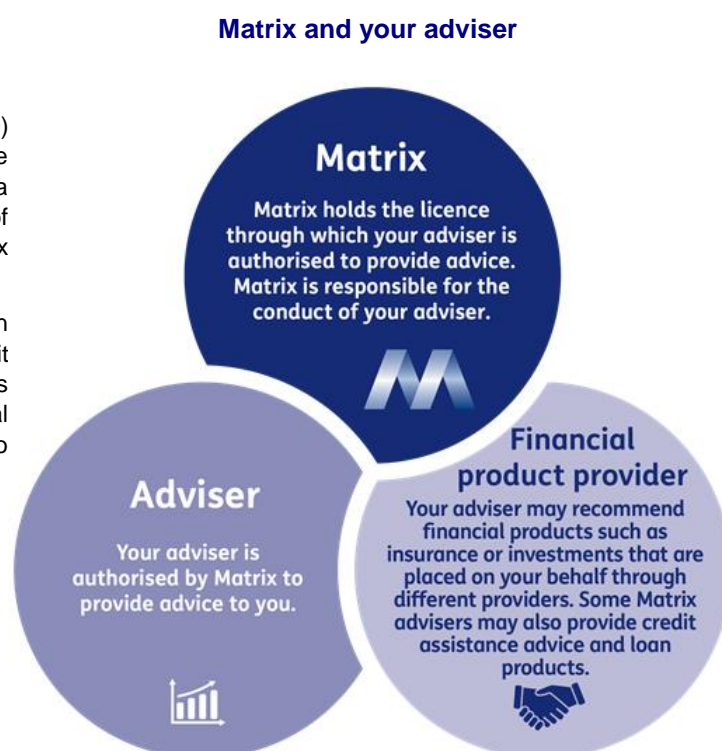 Matrix and your adviser
)
e
a
of
x
n
it
s
al
o
Matrix
Matrix holds the licence
through which your adviser is
authorised to provide advice.
Matrix is responsible for the
conduct of your adviser.
Adviser
Your adviser is
authorised by Matrix to
provide advice to you.
Financial
product provider
Your adviser may recommend
financial products such as
insurance or investments that are
placed on your behalf through
different providers. Some Matrix
advisers may also provide credit
assistance advice and loan
products.